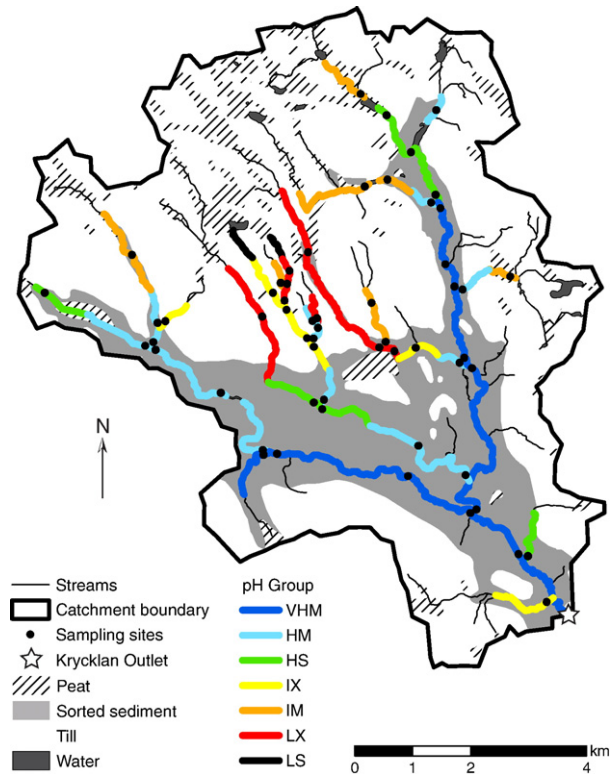 N
Streams
Catchment boundary
Sampling sites
Krycklan Outlet
Peat
Sorted sediment
Till
Water
pH Group
VHM
HM
HS
IX
IM
LX
LS
km
0 1 2 4